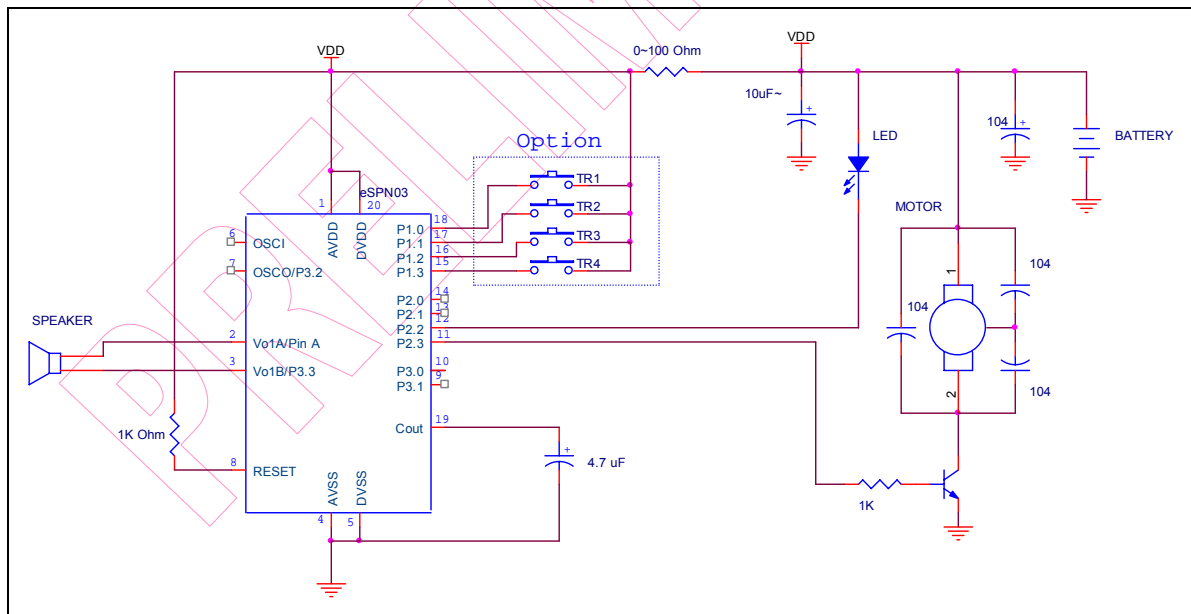 VDD
0~100 Ohm
VDD
10uF~
LED
104
BATTERY
Option
TR1
TR2
TR3
TR4
eSPN03
1
20
AVDD
DVDD
6
OSCI
7
OSCO/P3.2
SPEAKER
2
Vo1A/Pin A
3
Vo1B/P3.3
1K Ohm
8
RESET
AVSS
DVSS
4
5
18
P1.0
17
P1.1
16
P1.2
15
P1.3
14
P2.0
13
P2.1
12
P2.2
11
P2.3
10
P3.0
9
P3.1
19
Cout
4.7 uF
MOTOR
1
104
104
2
104
1K